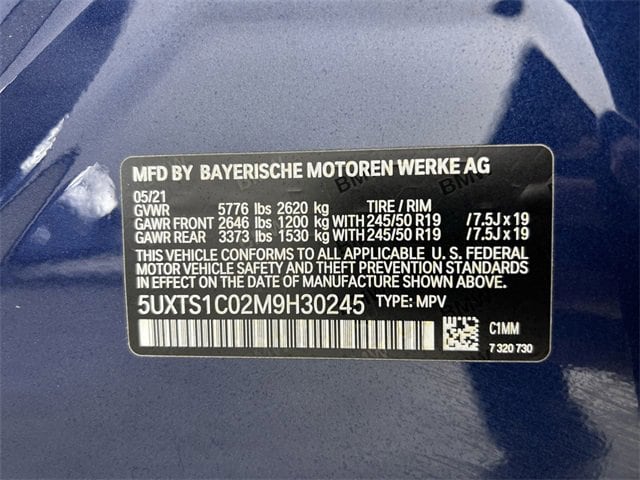 MFD BY BAYERISCHE MOTOREN WERKE AG
05/21
GVWR 5776 lbs 2620 kg TIRE / RIM
GAWR FRONT 2646 lbs 1200 kg WITH 245/50 R19 / 7.5J x 19
GAWR REAR 3373 lbs 1530 kg WITH 245/50 R19 / 7.5J x 19
THIS VEHICLE CONFORMS TO ALL APPLICABLE U. S. FEDERAL
MOTOR VEHICLE SAFETY AND THEFT PREVENTION STANDARDS
IN EFFECT ON THE DATE OF MANUFACTURE SHOWN ABOVE.
5UXTS1C02M9H30245 TYPE: MPV
C1MM
7 320 730